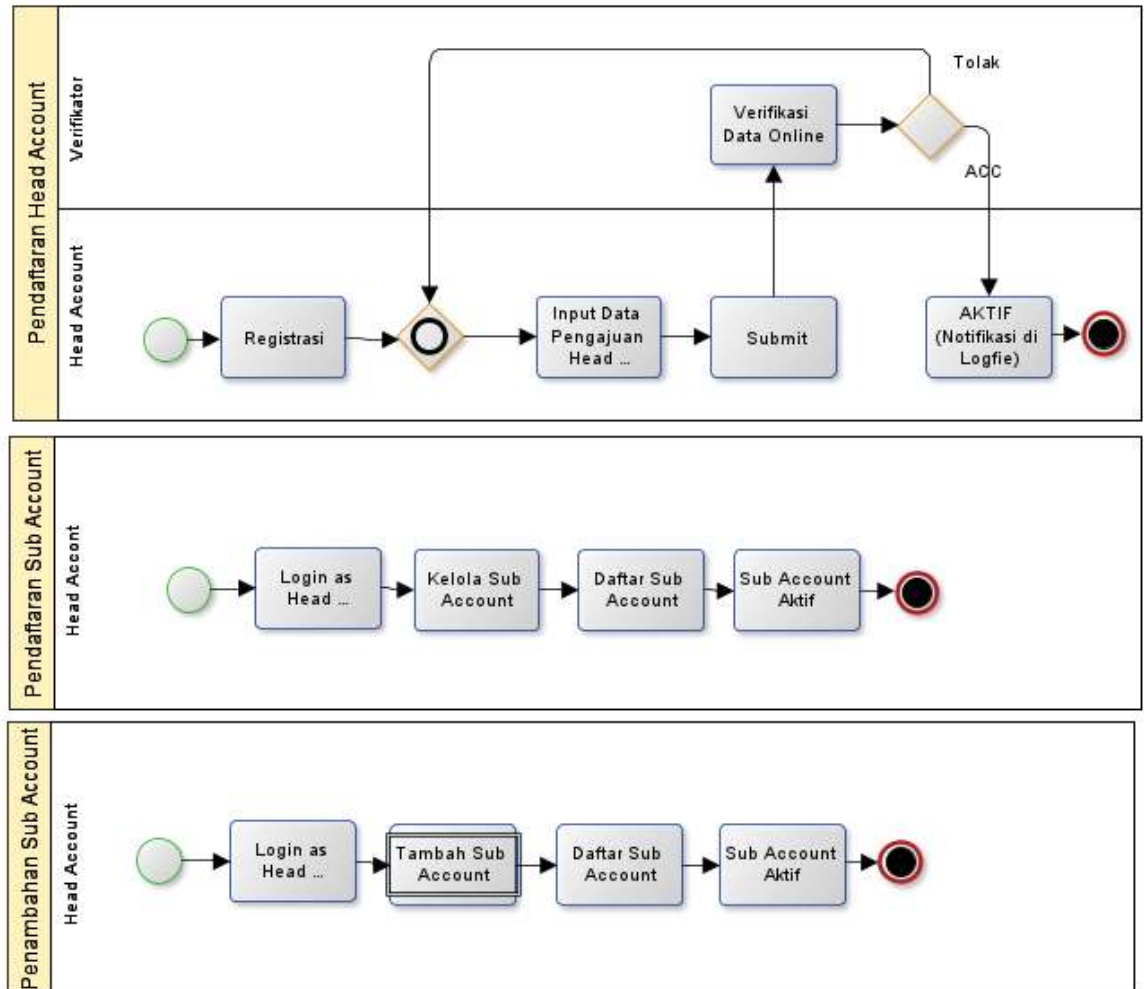 Pendaftaran Head Account
Verifikator
Tolak
Verifikasi
Data Online
ACC
Head Account
Registrasi
Input Data
Pengajuan
Head ...
Submit
AKTIF
(Notifikasi di
Logfie)
Pendaftaran Sub Account
Head Accont
Login as
Head ...
Kelola Sub
Account
Daftar Sub
Account
Sub Account
Aktif
Penambahan Sub Account
Head Account
Login as
Head ...
Tambah Sub
Account
Daftar Sub
Account
Sub Account
Aktif